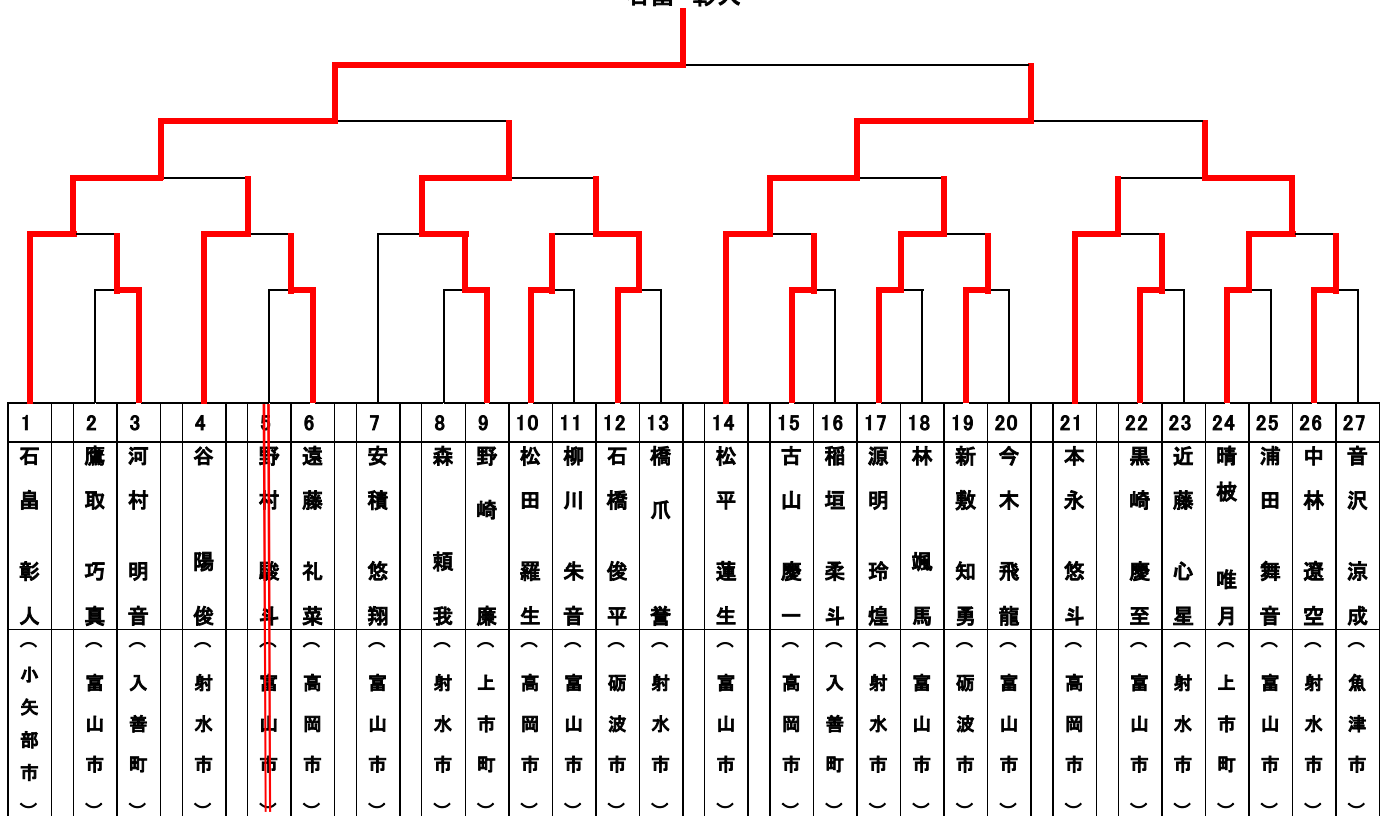 石畠 彰人
1 2 3 4 5 6 7 8 9 10 11 12 13 14 15 16 17 18 19 20 21 22 23 24 25 26 27
石畠 彰人
(小矢部市)
鷹取 巧真
(富山市)
河村 明音
(入善町)
谷 陽俊
(射水市)
野村 駿斗
(富山市)
遠藤 礼菜
(高岡市)
安積 悠翔
(富山市)
森 頼我
(射水市)
野崎 廉
(上市町)
松田 羅生
(高岡市)
柳川 朱音
(富山市)
石橋 俊平
(砺波市)
橋爪 誉
(射水市)
松平 蓮生
(富山市)
古山 慶一
(高岡市)
稲垣 柔斗
(入善町)
源明 玲煌
(射水市)
林 颯馬
(富山市)
新敷 知勇
(砺波市)
今木 飛龍
(富山市)
本永 悠斗
(高岡市)
黒崎 慶至
(富山市)
近藤 心星
(射水市)
晴柀 唯月
(上市町)
浦田 舞音
(富山市)
中林 遼空
(射水市)
音沢 涼成
(魚津市)